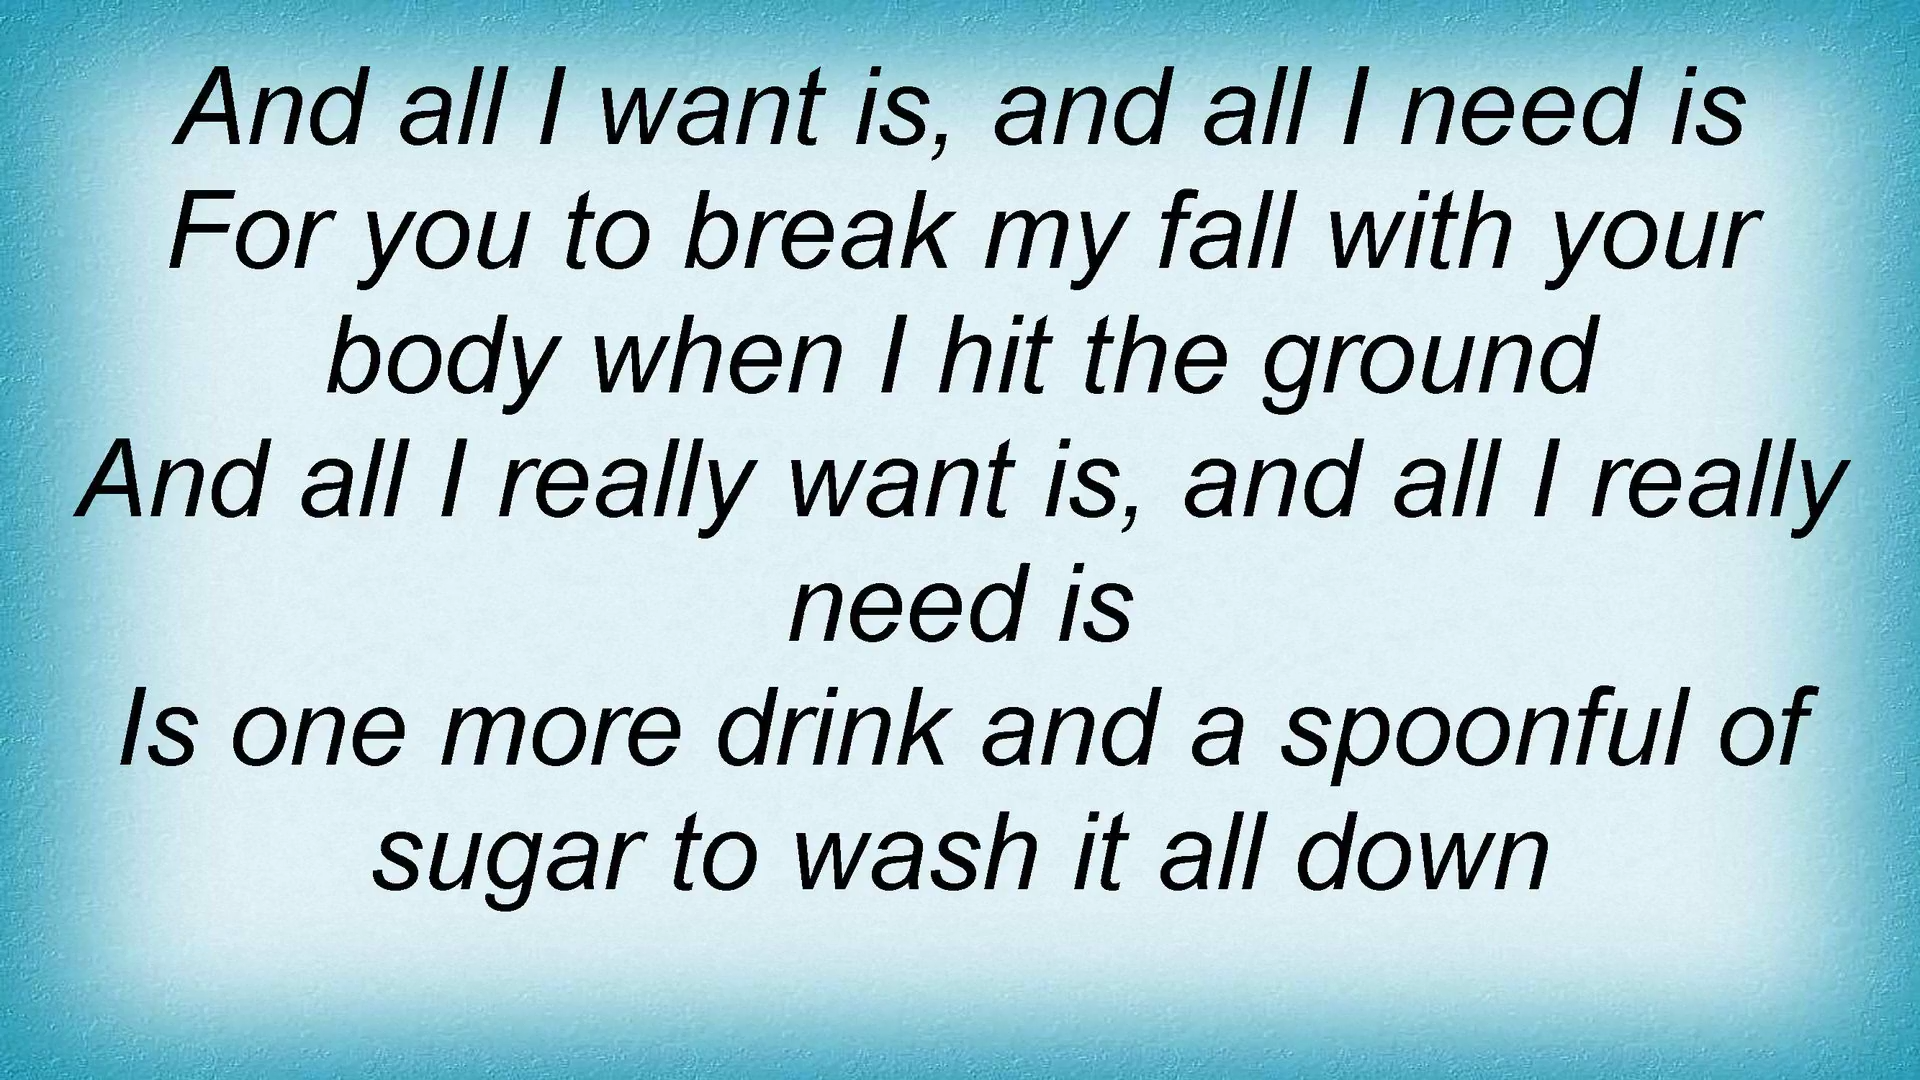 And all I want is, and all I need is
For you to break my fall with your
body when I hit the ground
And all I really want is, and all I really
need is
Is one more drink and a spoonful of
sugar to wash it all down